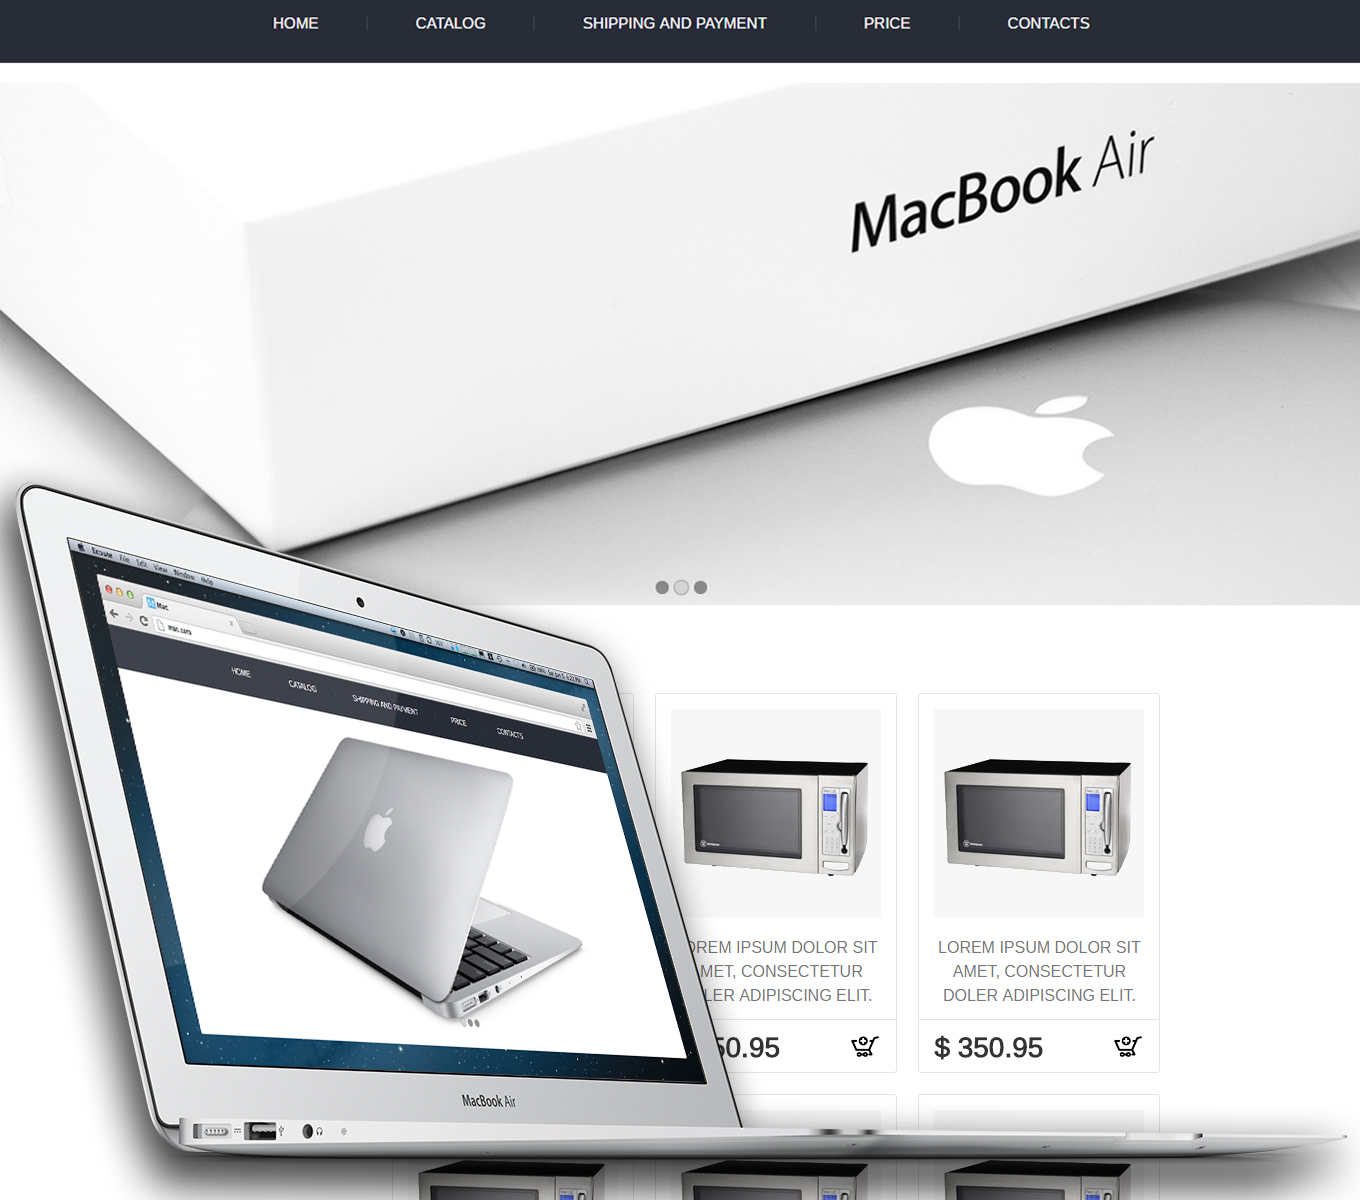 HOME
CATALOG
SHIPPING AND PAYMENT
PRICE
CONTACTS
MacBook Air
Ecoute File Edit View Window Help
Mac
mac.com
HOME
CATALOG
SHIPPING AND PAYMENT
PRICE
CONTACTS
MacBook Air
OREM IPSUM DOLOR SIT
MET, CONSECTETUR
LER ADIPISCING ELIT.
50.95
LOREM IPSUM DOLOR SIT
AMET, CONSECTETUR
DOLER ADIPISCING ELIT.
$ 350.95